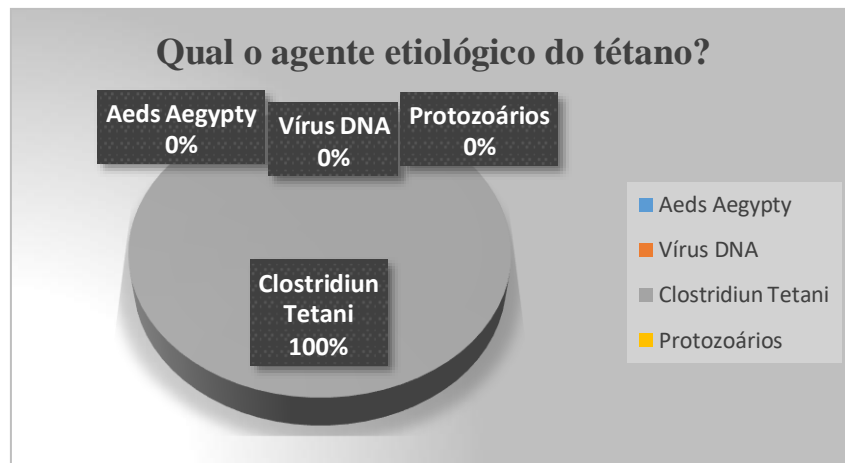 Qual o agente etiológico do tétano?
Aeds Aegypty
0%
Vírus DNA
0%
Protozoários
0%
Clostridiun
Tetani
100%
Aeds Aegypty
Vírus DNA
Clostridiun Tetani
Protozoários